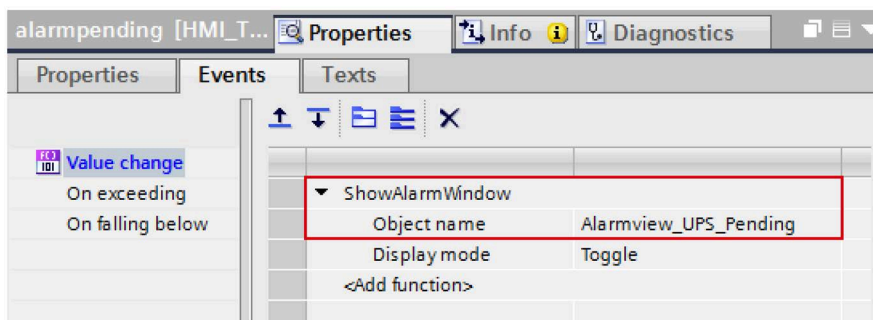 alarmpending [HMI_T... Properties Info Diagnostics
Properties Events Texts
Value change
On exceeding
On falling below
ShowAlarmWindow
Object name Alarmview_UPS_Pending
Display mode Toggle
<Add function>